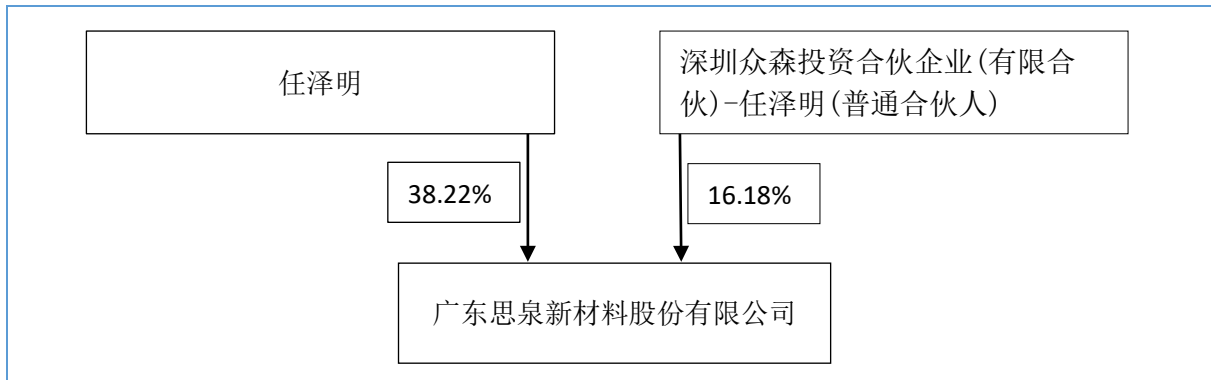 任泽明
深圳众森投资合伙企业(有限合
伙)-任泽明(普通合伙人)
38.22%
16.18%
广东思泉新材料股份有限公司